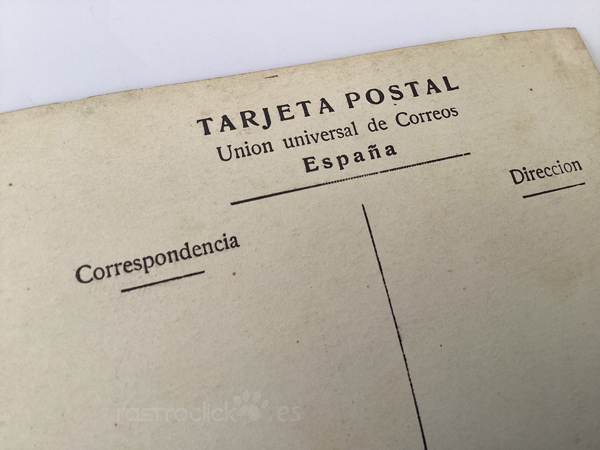 TARJETA POSTAL
Union universal de Correos
España
Correspondencia
Direccion
rastroclick.es